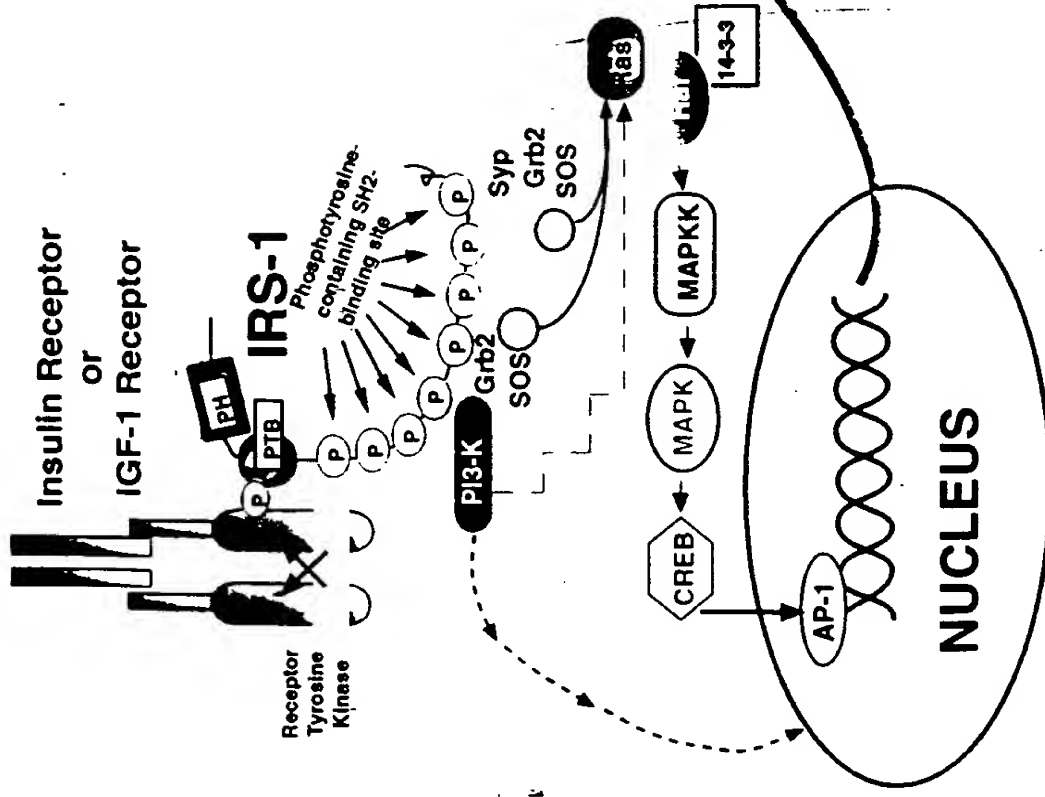 Insulin Receptor
or
IGF-1 Receptor
PH
IRS-1
PTB
P
Phosphotyrosine-
containing SH2-
binding site
P
P
P
P
P
P
P
P
Receptor
Tyrosine
Kinase
PI3-K
Grb2
SOS
Syp
Grb2
SOS
Ras
14-3-3
MAPKK
MAPK
CREB
AP-1
NUCLEUS